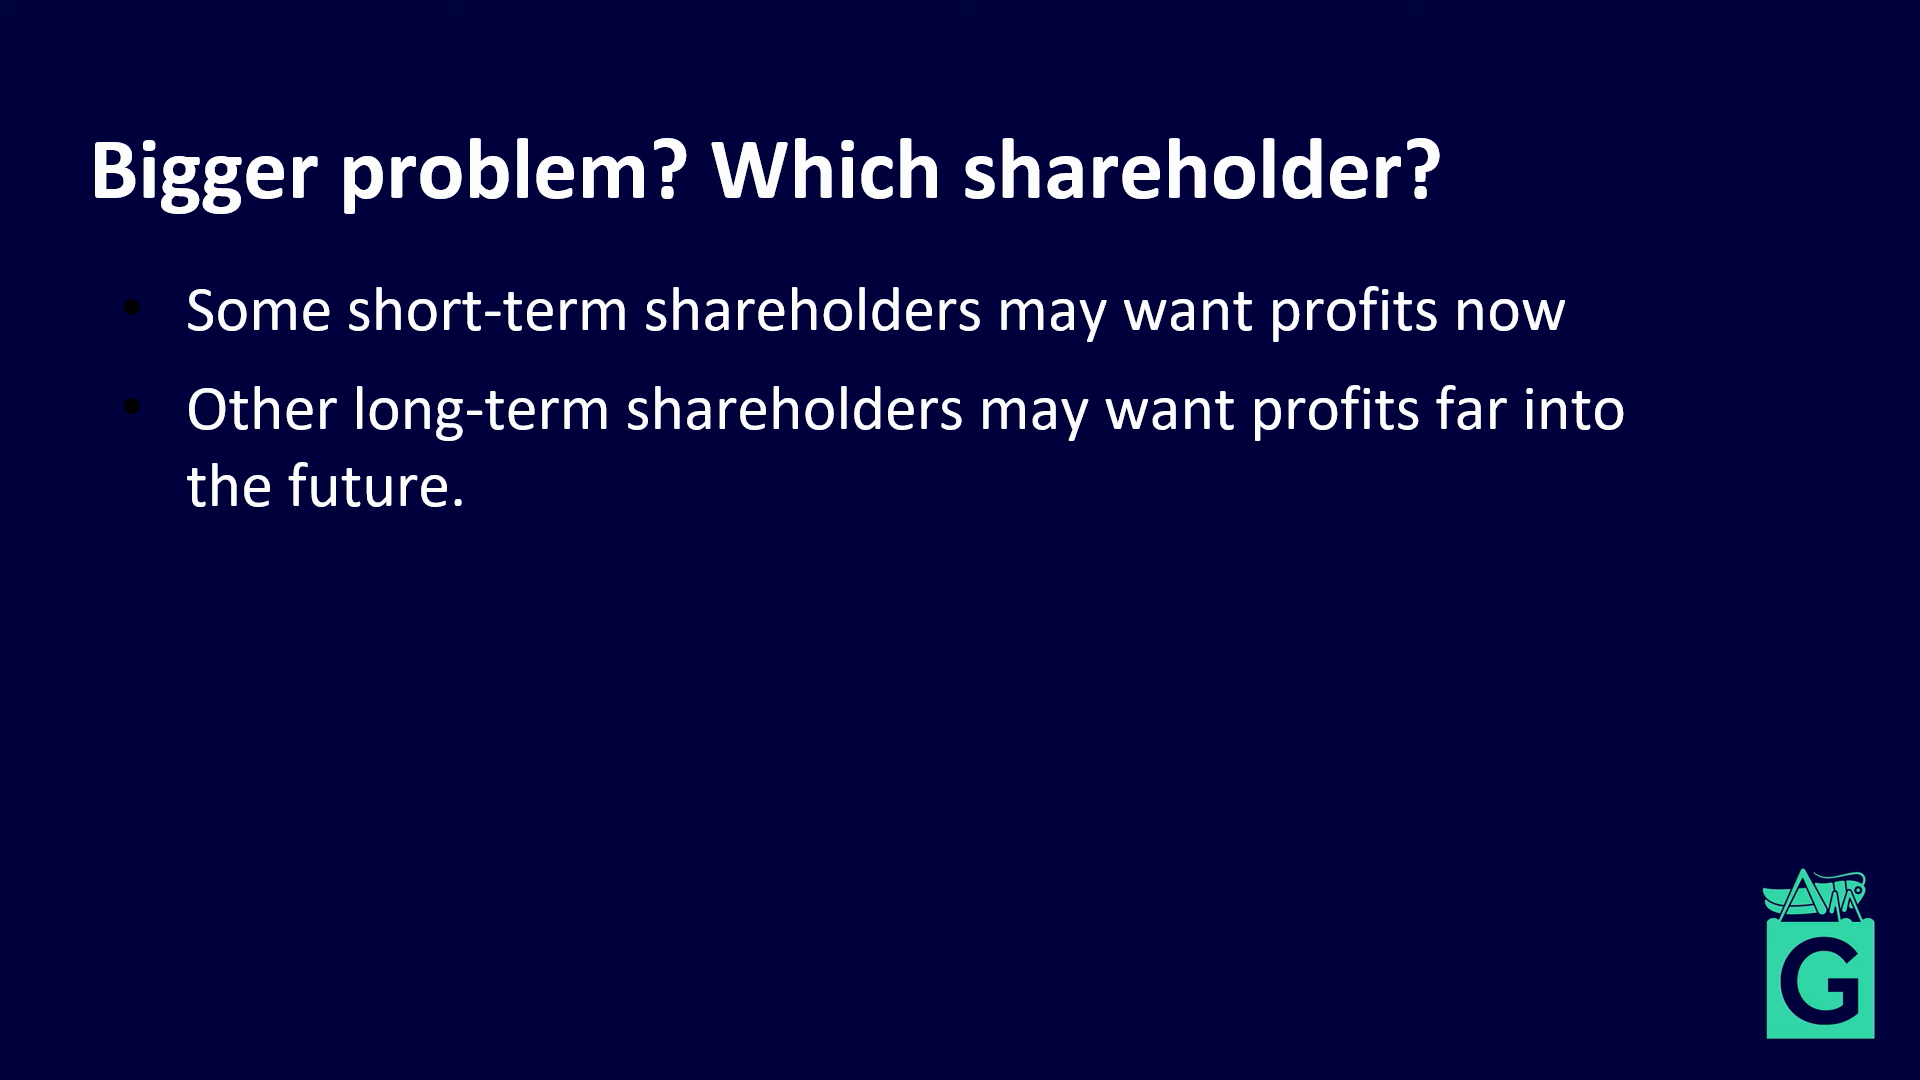 Bigger problem? Which shareholder?
• Some short-term shareholders may want profits now
• Other long-term shareholders may want profits far into
the future.
G